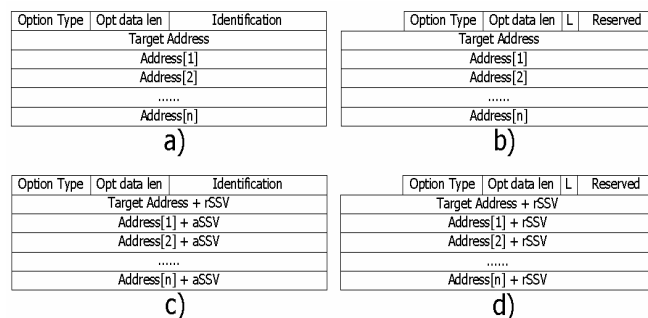 Option Type Opt data len Identification
Target Address
Address[1]
Address[2]
......
Address[n]
a)
Option Type Opt data len L Reserved
Target Address
Address[1]
Address[2]
......
Address[n]
b)
Option Type Opt data len Identification
Target Address + rSSV
Address[1] + aSSV
Address[2] + aSSV
......
Address[n] + aSSV
c)
Option Type Opt data len L Reserved
Target Address + rSSV
Address[1] + rSSV
Address[2] + rSSV
......
Address[n] + rSSV
d)